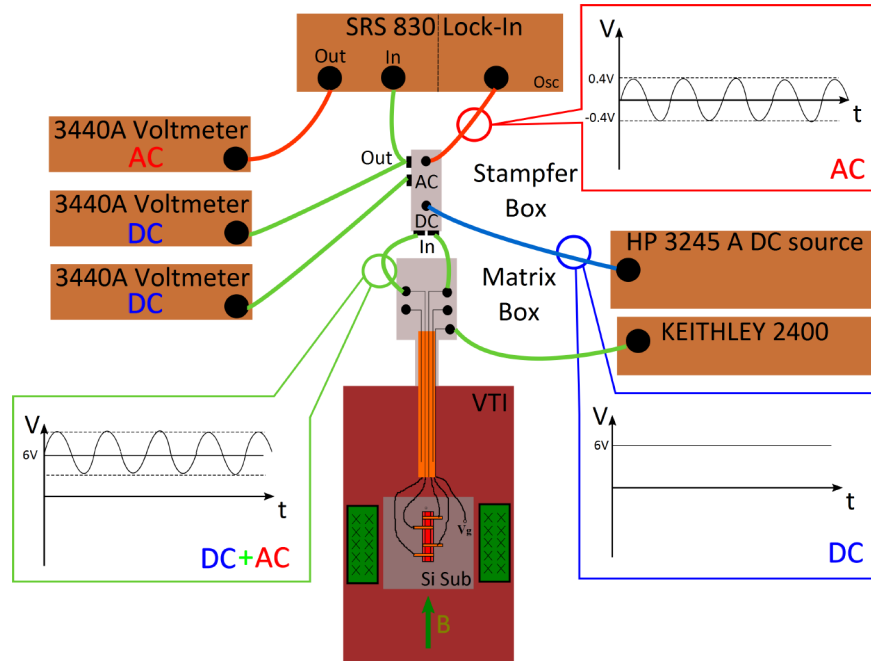 SRS 830 Lock-In
Out
In
Osc
V
0.4V
-0.4V
t
AC
3440A Voltmeter
AC
Out
AC
Stampfer
Box
3440A Voltmeter
DC
DC
In
HP 3245 A DC source
3440A Voltmeter
DC
Matrix
Box
KEITHLEY 2400
VTI
V
6V
t
DC+AC
V
6V
t
DC
Vg
Si Sub
B